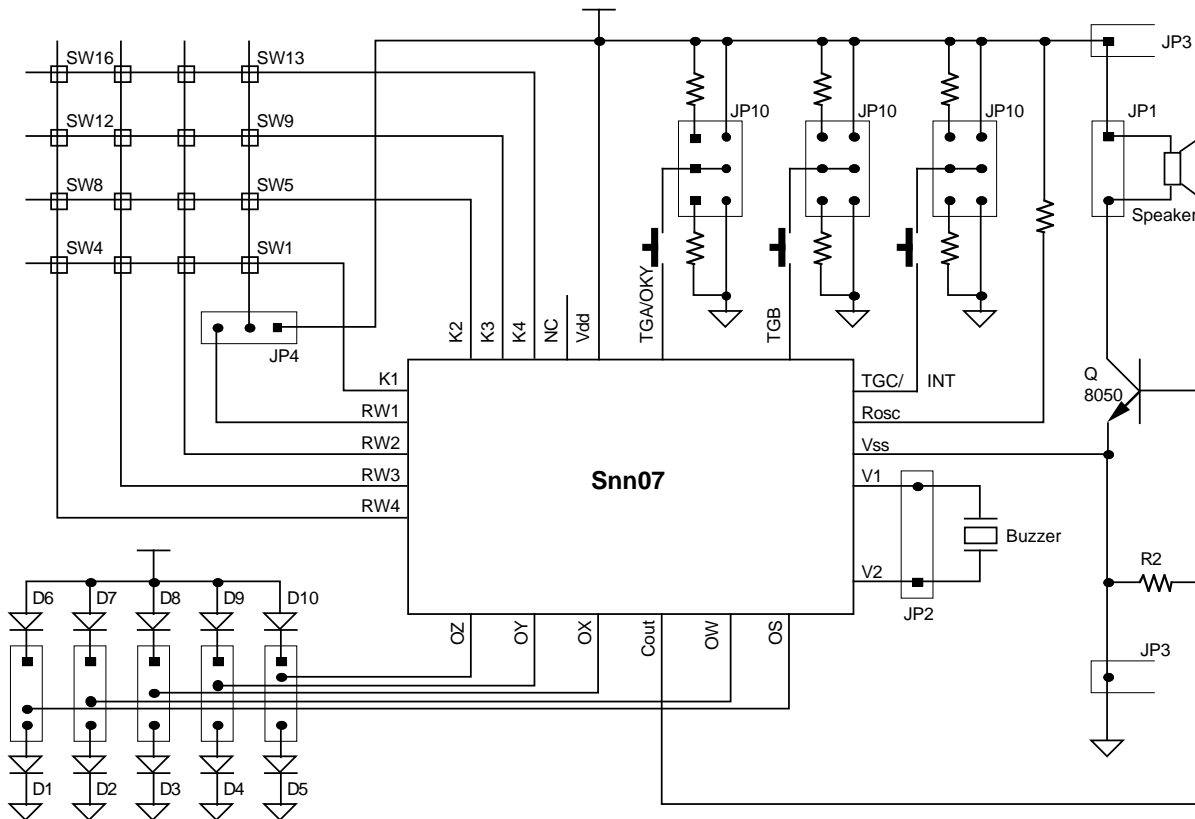 JP3
SW16
SW13
JP10
JP10
JP10
JP1
SW12
SW9
SW8
SW5
Speaker
SW4
SW1
TGA/OKY
TGB
K2
K3
K4
NC
Vdd
JP4
K1
TGC/ INT
Q
8050
RW1
Rosc
RW2
Vss
RW3
Snn07
V1
RW4
Buzzer
V2
R2
D6
D7
D8
D9
D10
JP2
OZ
OY
OX
Cout
OW
OS
JP3
D1
D2
D3
D4
D5